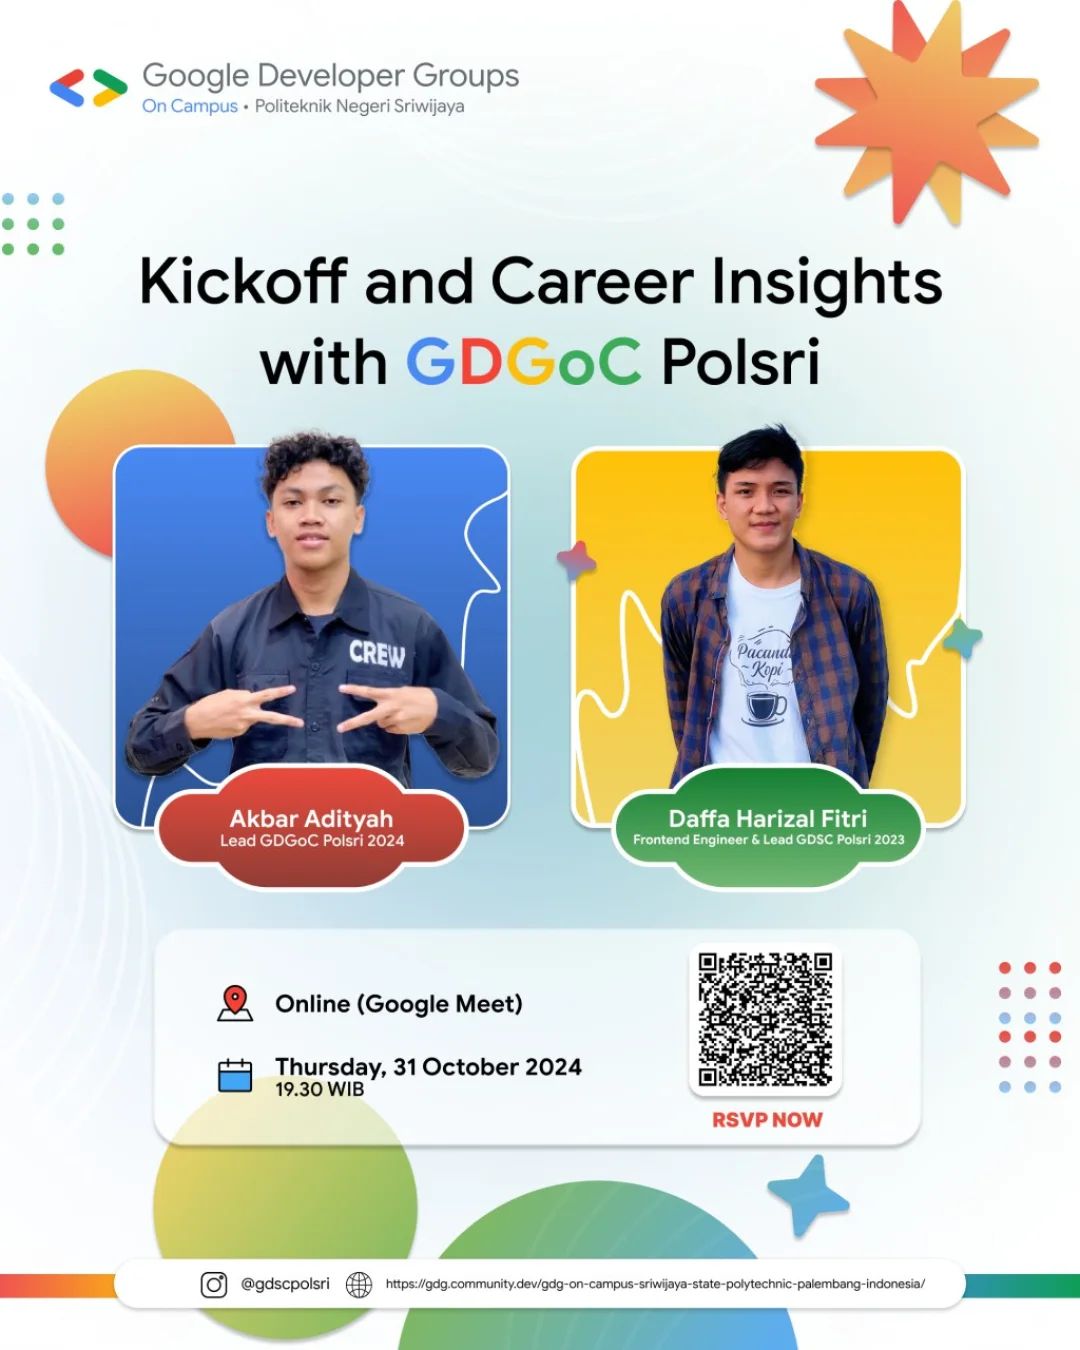 Google Developer Groups
On Campus • Politeknik Negeri Sriwijaya
Kickoff and Career Insights
with GDGoC Polsri
CREW
Pacandu
~ Kopi ~
Akbar Adityah
Lead GDGoC Polsri 2024
Daffa Harizal Fitri
Frontend Engineer & Lead GDSC Polsri 2023
Online (Google Meet)
Thursday, 31 October 2024
19.30 WIB
RSVP NOW
@gdscpolsri
https://gdg.community.dev/gdg-on-campus-sriwijaya-state-polytechnic-palembang-indonesia/